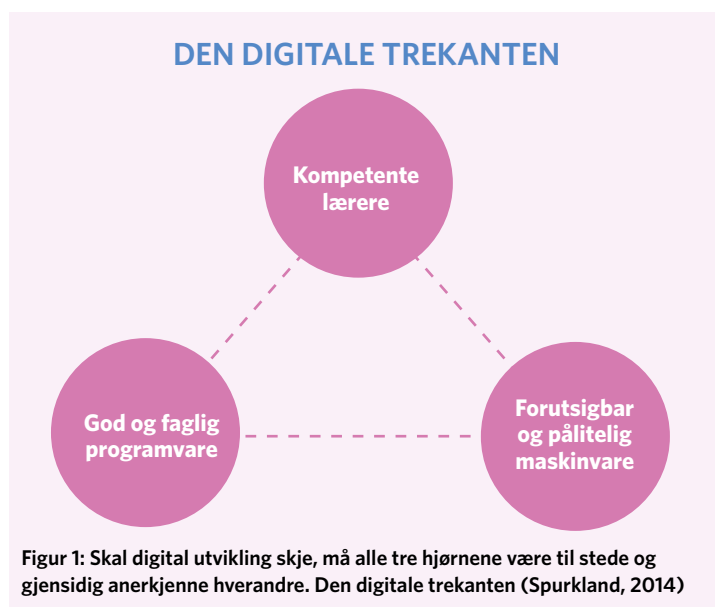 DEN DIGITALE TREKANTEN
Kompetente
lærere
God og faglig
programvare
Forutsigbar
og pålitelig
maskinvare
Figur 1: Skal digital utvikling skje, må alle tre hjørnene være til stede og
gjensidig anerkjenne hverandre. Den digitale trekanten (Spurkland, 2014)